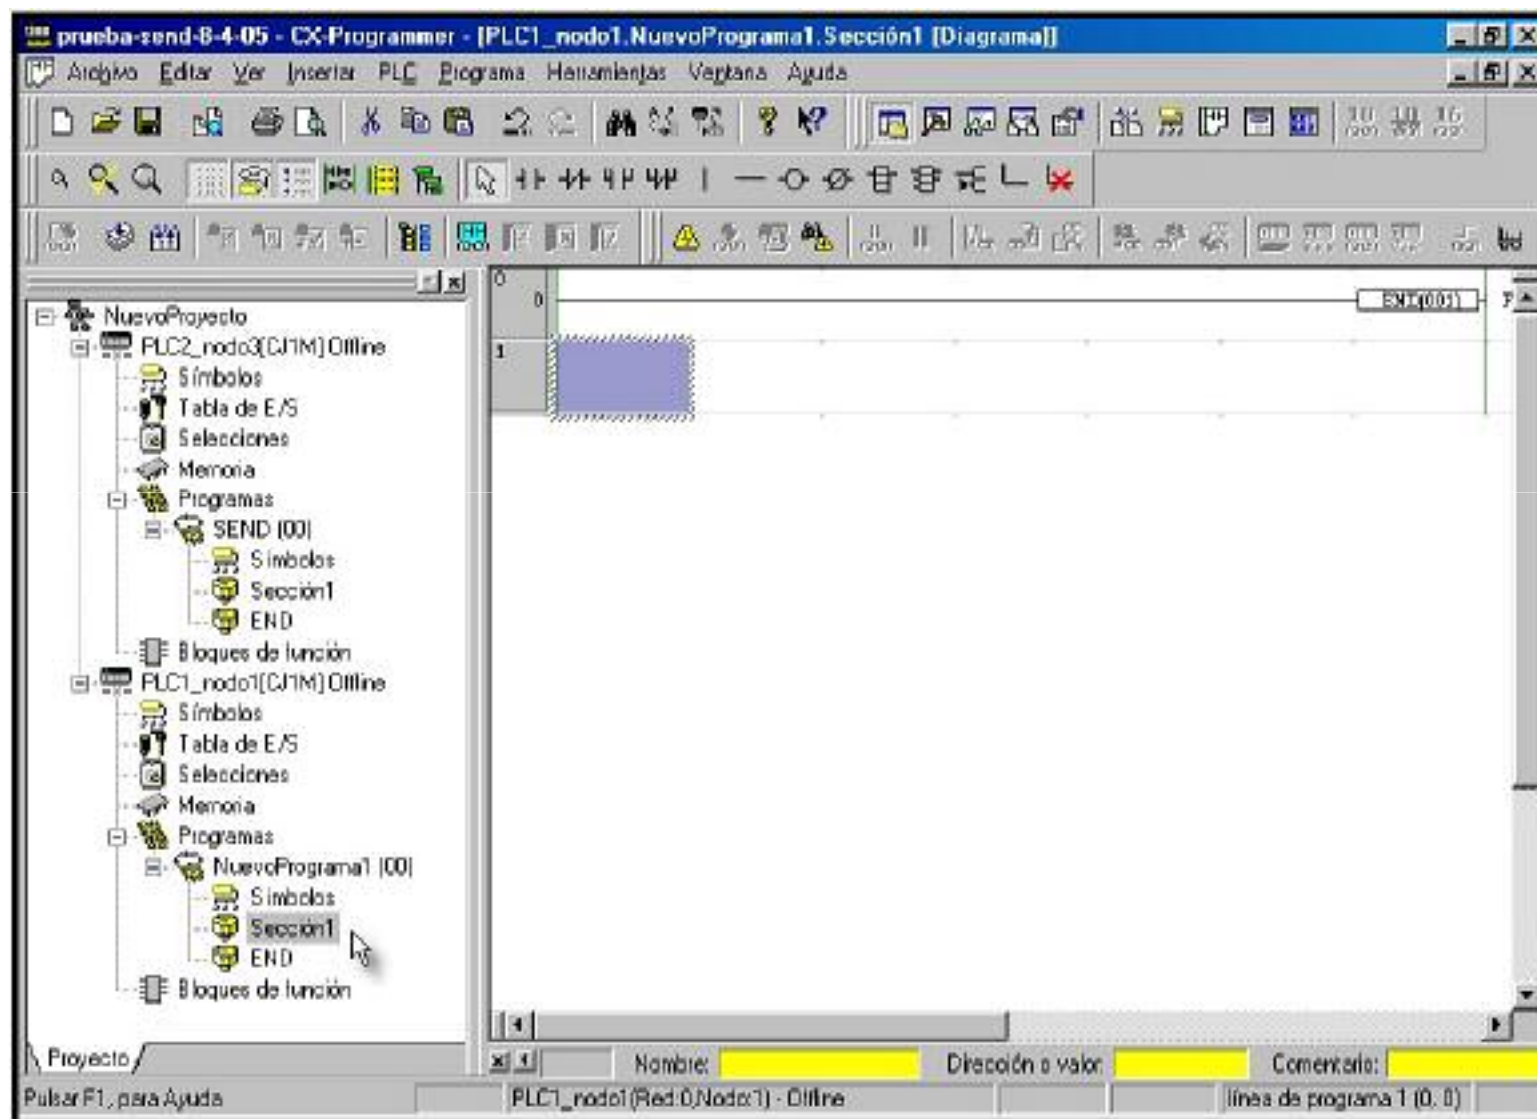 prueba-send-8-4-05 - CX-Programmer - [PLC1_nodo1.NuevoPrograma1.Sección1 [Diagrama]]
Archivo Editar Ver Insertar PLC Programa Herramientas Ventana Ayuda
NuevoProyecto
PLC2_nodo3[CJ1M] Offline
Símbolos
Tabla de E/S
Selecciones
Memoria
Programas
SEND (00)
Símbolos
Sección1
END
Bloques de función
PLC1_nodo1[CJ1M] Offline
Símbolos
Tabla de E/S
Selecciones
Memoria
Programas
NuevoPrograma1 (00)
Símbolos
Sección1
END
Bloques de función
Proyecto
0
0
END(001)
1
Nombre: Dirección o valor: Comentario:
Pulsar F1, para Ayuda PLC1_nodo1(Red:0,Nodo:1) - Offline línea de programa 1 (0, 0)